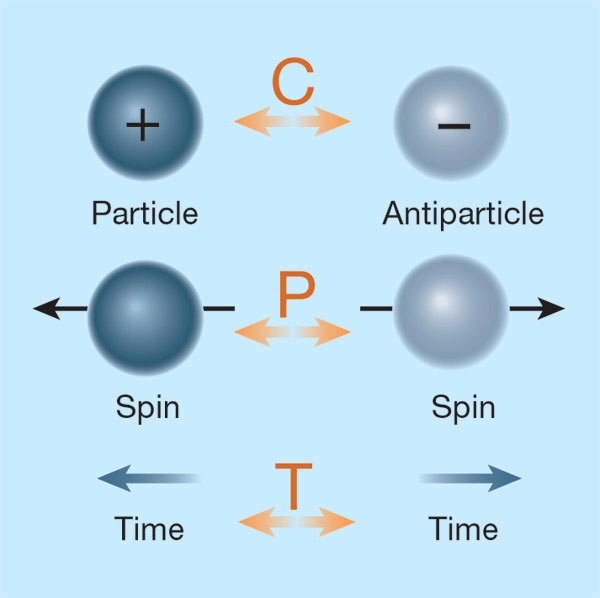 C
+
−
Particle
Antiparticle
P
Spin
Spin
T
Time
Time